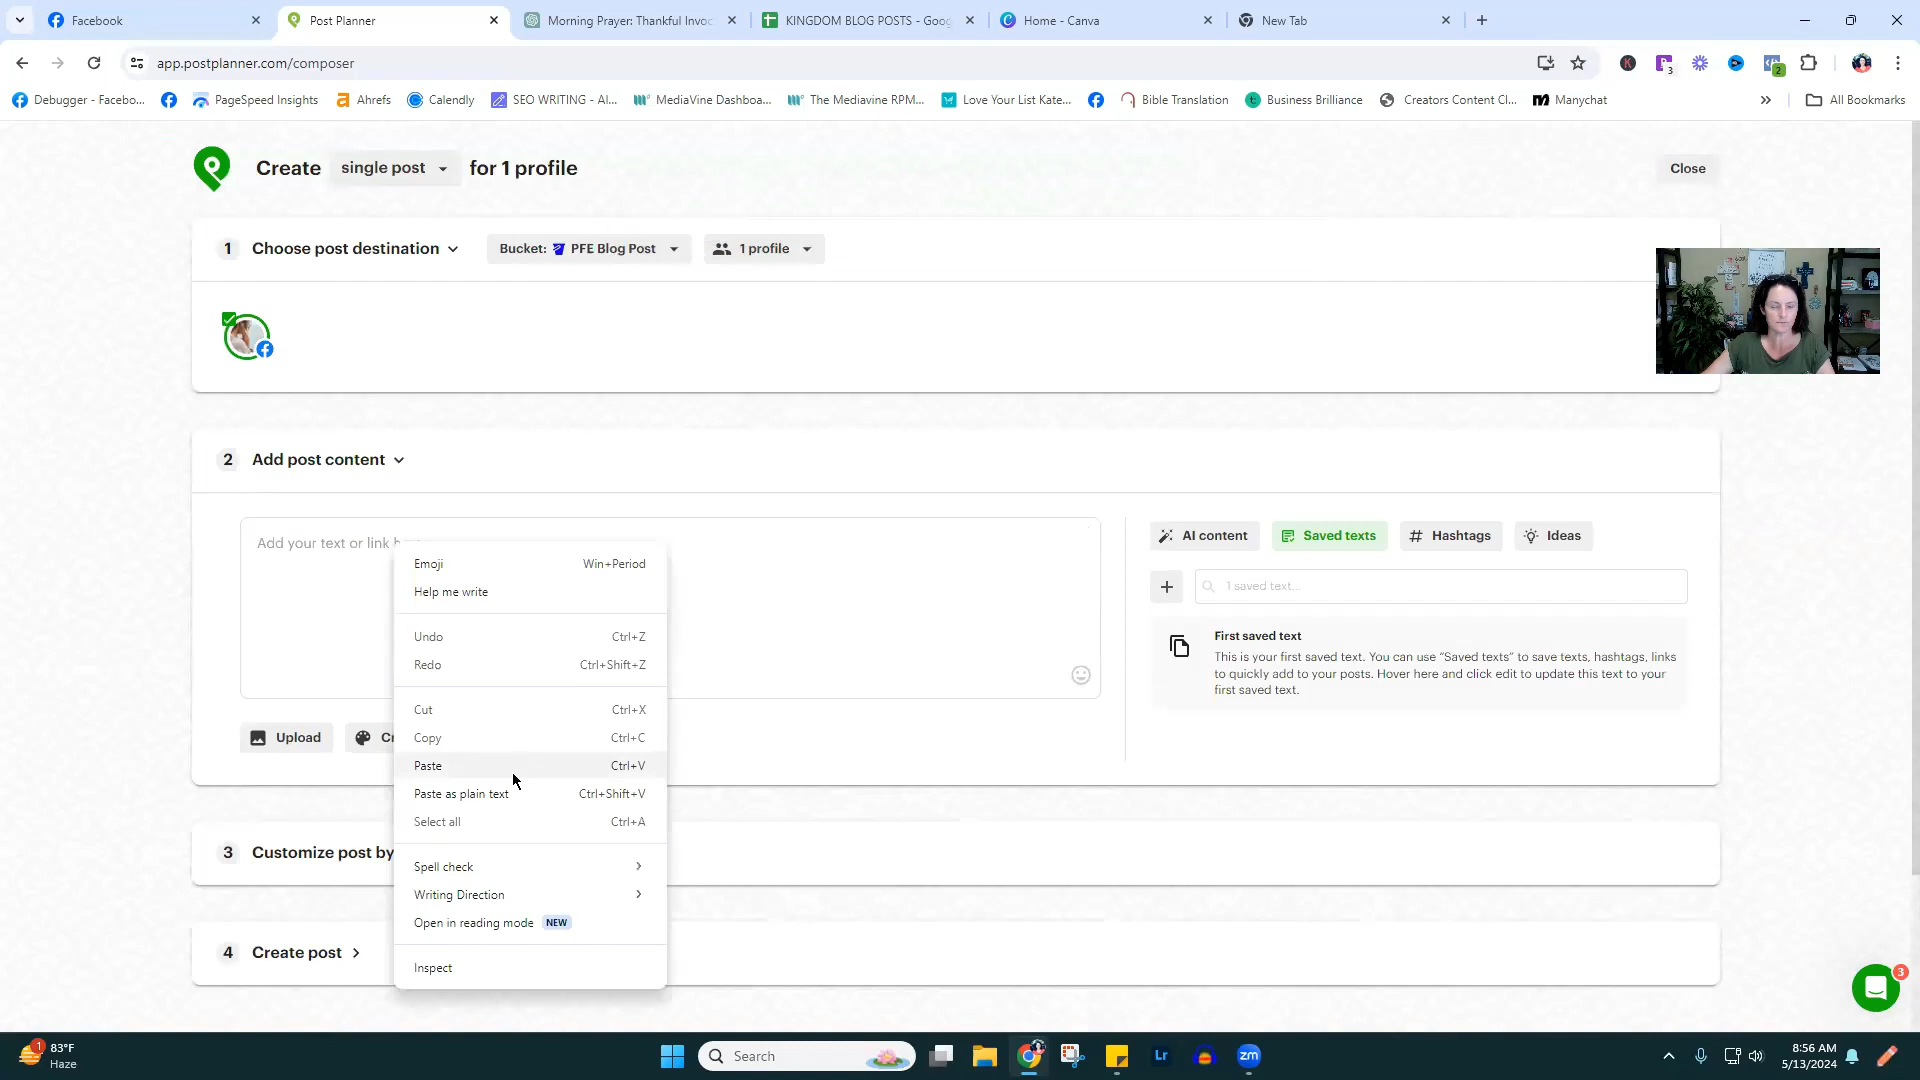 Facebook
Post Planner
Morning Prayer: Thankful Invoc
KINGDOM BLOG POSTS - Goog
Home - Canva
New Tab
app.postplanner.com/composer
3
2
Debugger - Facebo...
PageSpeed Insights
Ahrefs
Calendly
SEO WRITING - AI...
MediaVine Dashboa...
The Mediavine RPM...
Love Your List Kate...
Bible Translation
Business Brilliance
Creators Content Cl...
Manychat
All Bookmarks
Create single post for 1 profile
Close
1 Choose post destination
Bucket: PFE Blog Post
1 profile
2 Add post content
Add your text or link h
Emoji Win+Period
Help me write
Undo Ctrl+Z
Redo Ctrl+Shift+Z
Cut Ctrl+X
Copy Ctrl+C
Paste Ctrl+V
Paste as plain text Ctrl+Shift+V
Select all Ctrl+A
Spell check
Writing Direction
Open in reading mode NEW
Inspect
Upload
Cr
AI content
Saved texts
Hashtags
Ideas
1 saved text...
First saved text
This is your first saved text. You can use "Saved texts" to save texts, hashtags, links
to quickly add to your posts. Hover here and click edit to update this text to your
first saved text.
3 Customize post by
4 Create post
3
1
83°F
Haze
Search
Lr
zm
8:56 AM
5/13/2024